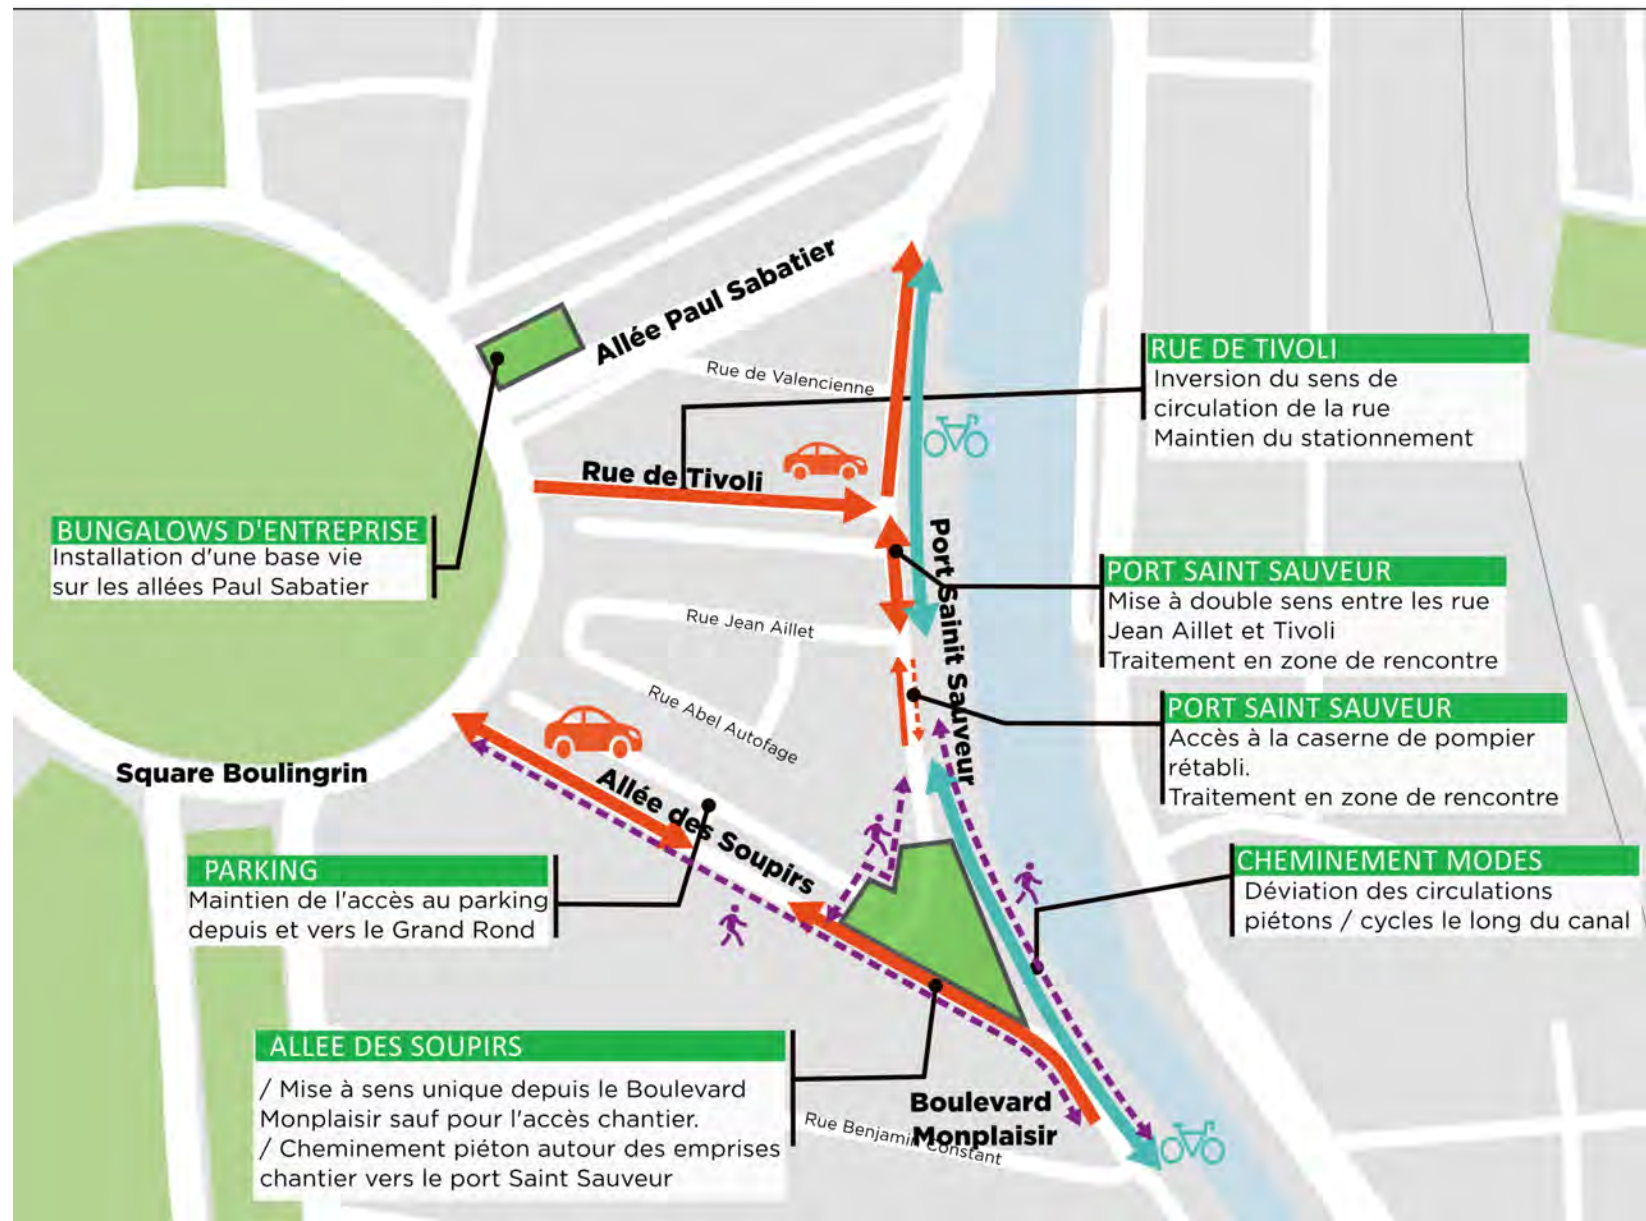 Allée Paul Sabatier
Rue de Valencienne
RUE DE TIVOLI
Inversion du sens de
circulation de la rue
Maintien du stationnement
Rue de Tivoli
BUNGALOWS D'ENTREPRISE
Installation d'une base vie
sur les allées Paul Sabatier
Port Sainit Sauveur
PORT SAINT SAUVEUR
Mise à double sens entre les rue
Jean Aillet et Tivoli
Traitement en zone de rencontre
Rue Jean Aillet
Rue Abel Autofage
PORT SAINT SAUVEUR
Accès à la caserne de pompier
rétabli.
Traitement en zone de rencontre
Square Boulingrin
Allée des Soupirs
PARKING
Maintien de l'accès au parking
depuis et vers le Grand Rond
CHEMINEMENT MODES
Déviation des circulations
piétons / cycles le long du canal
ALLEE DES SOUPIRS
/ Mise à sens unique depuis le Boulevard
Monplaisir sauf pour l'accès chantier.
/ Cheminement piéton autour des emprises
chantier vers le port Saint Sauveur
Boulevard
Monplaisir
Rue Benjamin Constant